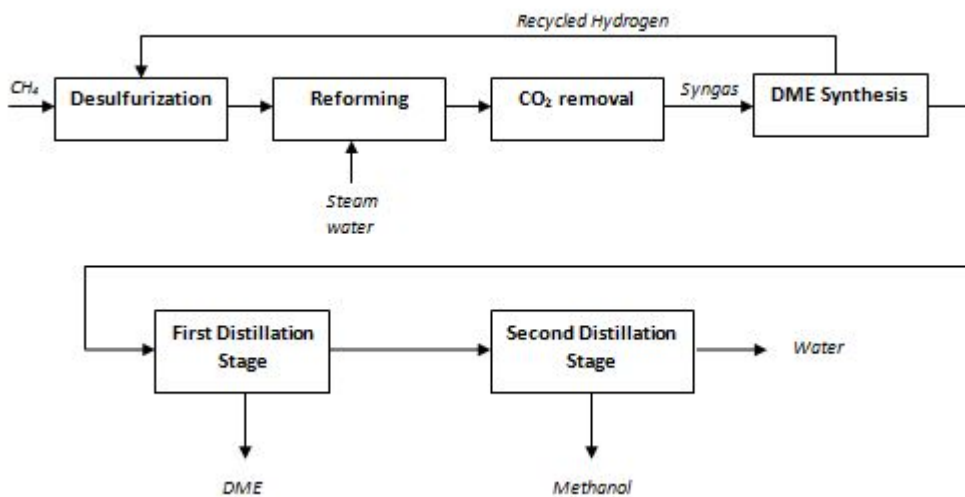 Recycled Hydrogen
CH₄
Desulfurization
Reforming
CO₂ removal
Syngas
DME Synthesis
Steam
water
First Distillation
Stage
Second Distillation
Stage
Water
DME
Methanol